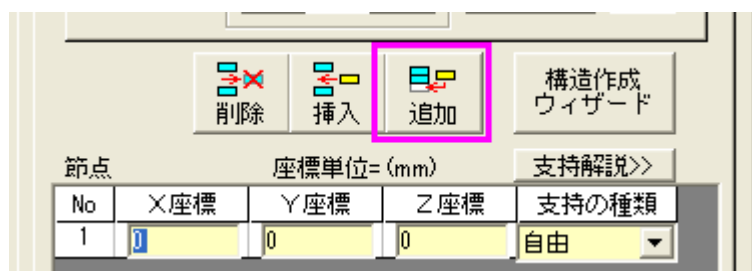 削除 挿入 追加 構造作成
ウィザード
節点 座標単位=(mm) 支持解説>>
No X座標 Y座標 Z座標 支持の種類
1 0 0 0 自由